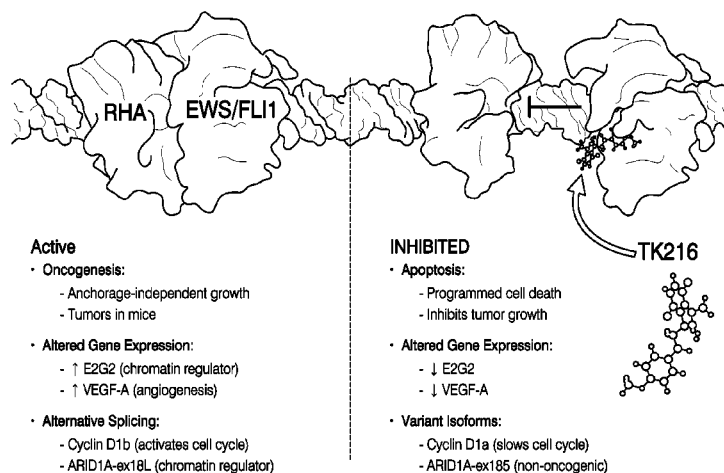 RHA
EWS/FLI1
Active
• Oncogenesis:
- Anchorage-independent growth
- Tumors in mice
• Altered Gene Expression:
- ↑ E2G2 (chromatin regulator)
- ↑ VEGF-A (angiogenesis)
• Alternative Splicing:
- Cyclin D1b (activates cell cycle)
- ARID1A-ex18L (chromatin regulator)
INHIBITED
• Apoptosis:
- Programmed cell death
- Inhibits tumor growth
• Altered Gene Expression:
- ↓ E2G2
- ↓ VEGF-A
• Variant Isoforms:
- Cyclin D1a (slows cell cycle)
- ARID1A-ex185 (non-oncogenic)
TK216